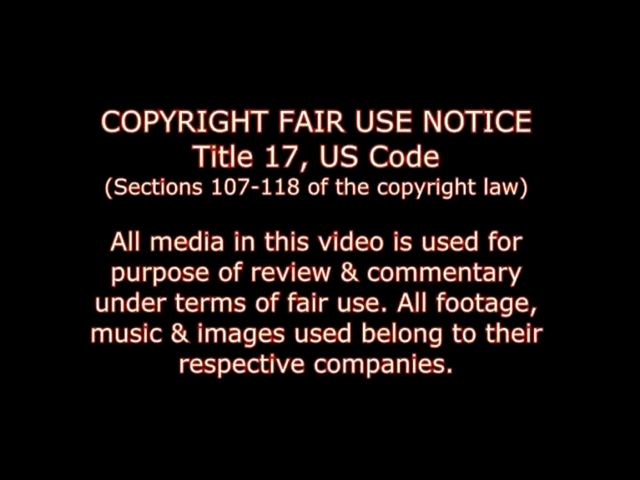 COPYRIGHT FAIR USE NOTICE
Title 17, US Code
(Sections 107-118 of the copyright law)
All media in this video is used for
purpose of review & commentary
under terms of fair use. All footage,
music & images used belong to their
respective companies.